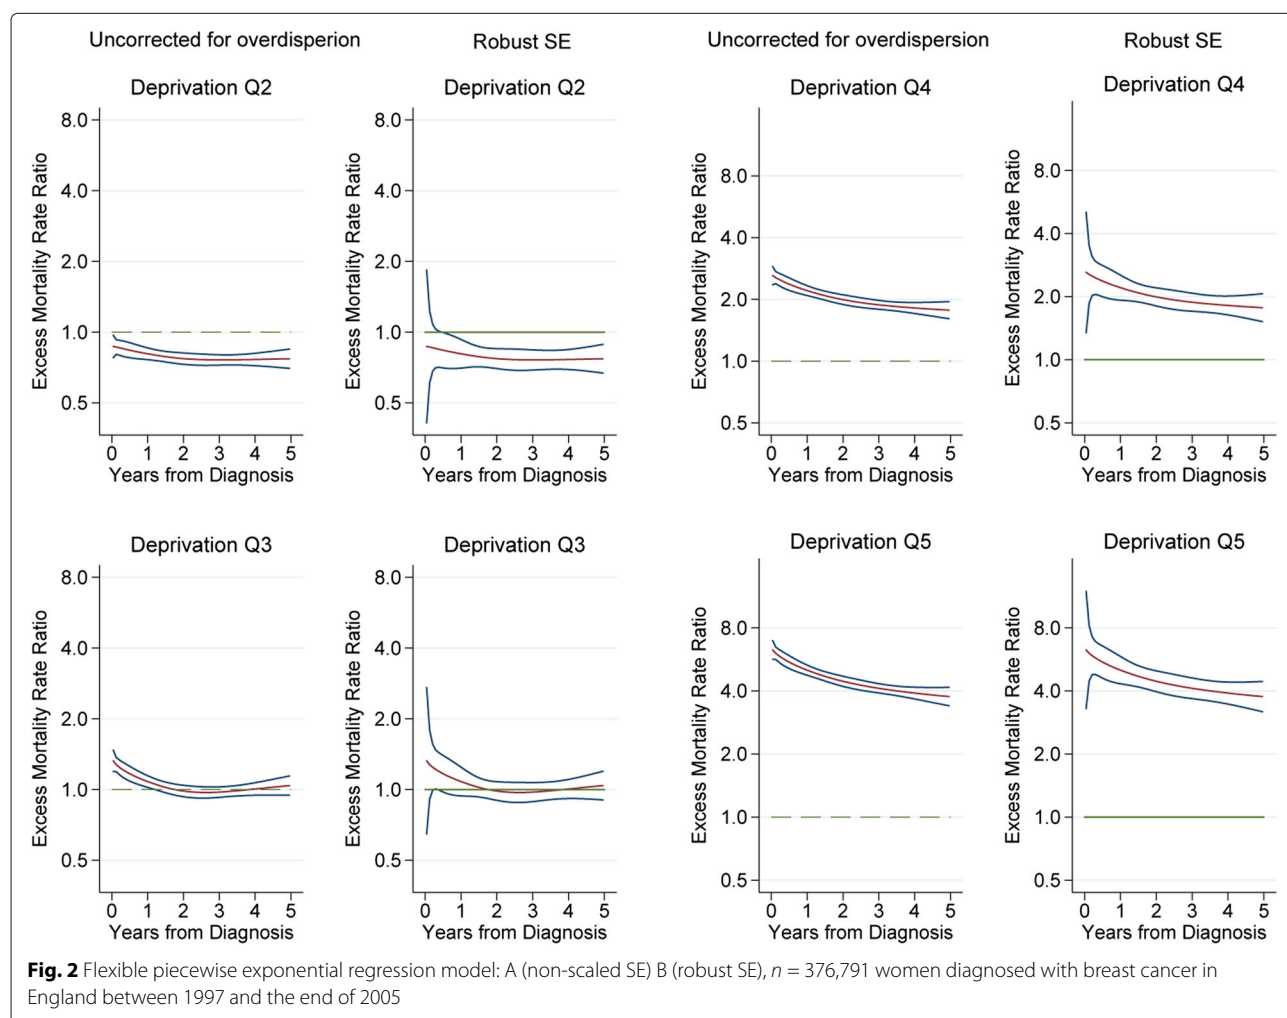 Uncorrected for overdisperion
Robust SE
Uncorrected for overdispersion
Robust SE
Deprivation Q2
Excess Mortality Rate Ratio
8.0
4.0
2.0
1.0
0.5
0 1 2 3 4 5
Years from Diagnosis
Deprivation Q2
Excess Mortality Rate Ratio
8.0
4.0
2.0
1.0
0.5
0 1 2 3 4 5
Years from Diagnosis
Deprivation Q4
Excess Mortality Rate Ratio
8.0
4.0
2.0
1.0
0.5
0 1 2 3 4 5
Years from Diagnosis
Deprivation Q4
Excess Mortality Rate Ratio
8.0
4.0
2.0
1.0
0.5
0 1 2 3 4 5
Years from Diagnosis
Deprivation Q3
Excess Mortality Rate Ratio
8.0
4.0
2.0
1.0
0.5
0 1 2 3 4 5
Years from Diagnosis
Deprivation Q3
Excess Mortality Rate Ratio
8.0
4.0
2.0
1.0
0.5
0 1 2 3 4 5
Years from Diagnosis
Deprivation Q5
Excess Mortality Rate Ratio
8.0
4.0
2.0
1.0
0.5
0 1 2 3 4 5
Years from Diagnosis
Deprivation Q5
Excess Mortality Rate Ratio
8.0
4.0
2.0
1.0
0.5
0 1 2 3 4 5
Years from Diagnosis
Fig. 2 Flexible piecewise exponential regression model: A (non-scaled SE) B (robust SE), n = 376,791 women diagnosed with breast cancer in
England between 1997 and the end of 2005